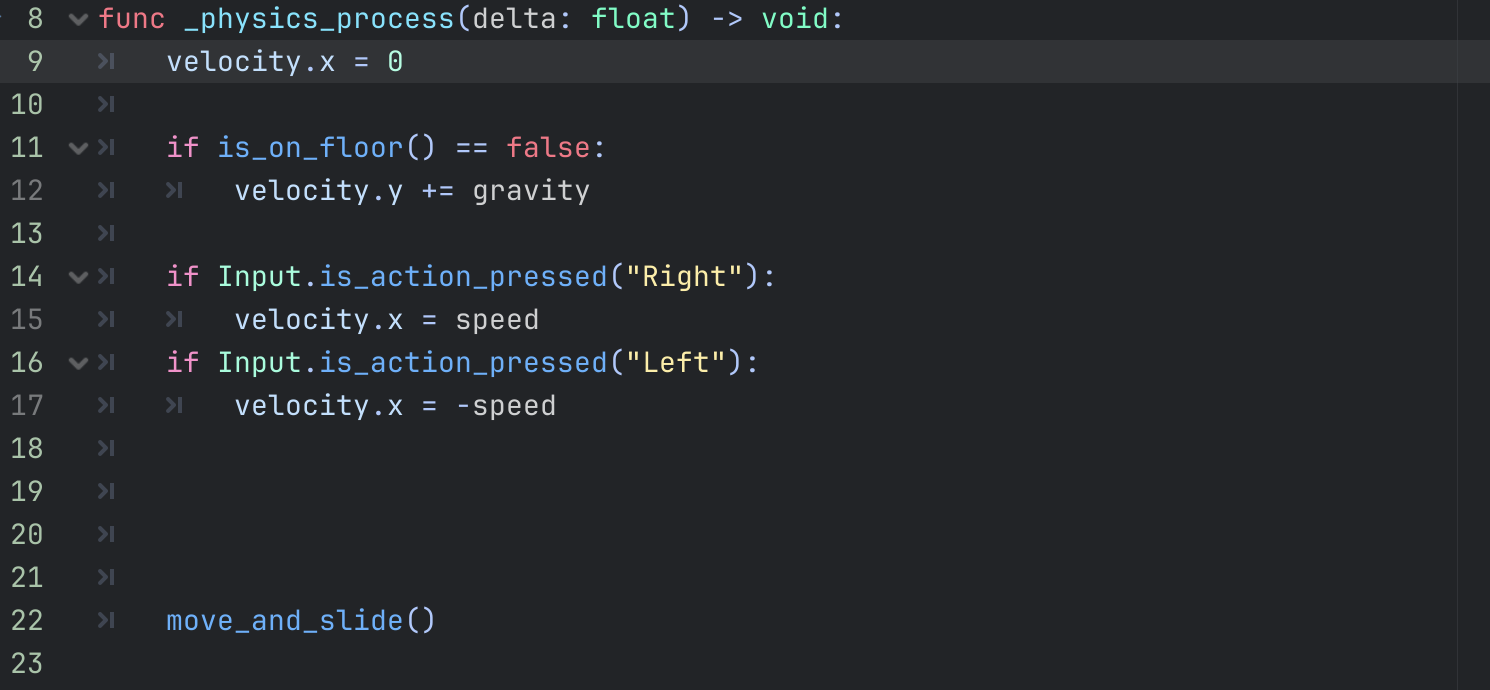 8 func _physics_process(delta: float) -> void:
9 velocity.x = 0
10
11 if is_on_floor() == false:
12 velocity.y += gravity
13
14 if Input.is_action_pressed("Right"):
15 velocity.x = speed
16 if Input.is_action_pressed("Left"):
17 velocity.x = -speed
18
19
20
21
22 move_and_slide()
23